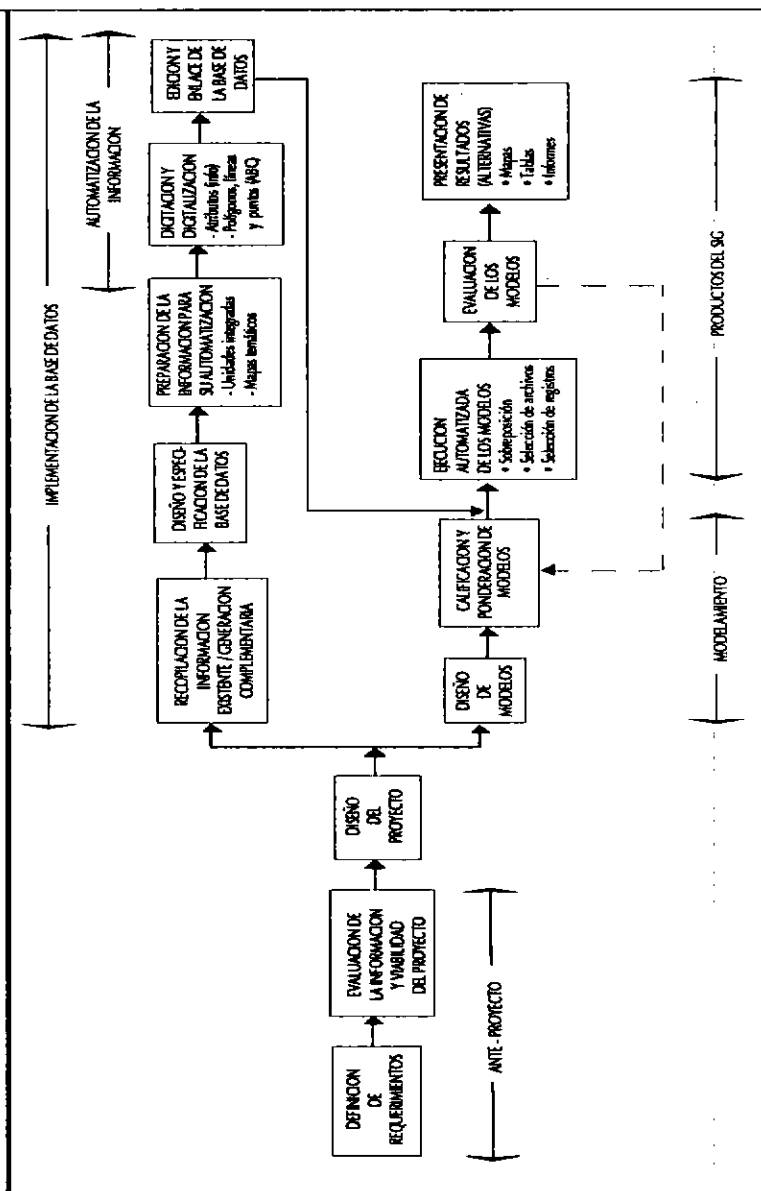 IMPLEMENTACION DE LA BASE DE DATOS
AUTOMATIZACION DE LA
INFORMACION
RECOPILACION DE LA
INFORMACION
EXISTENTE / GENERACION
COMPLEMENTARIA
DISEÑO Y ESPECI-
FICACION DE LA
BASE DE DATOS
PREPARACION DE LA
INFORMACION PARA
SU AUTOMATIZACION
- Unidades integradas
- Mapas temáticos
DIGITACION Y
DIGITALIZACION
- Atributos (info)
- Polígonos, líneas
y puntos (ABC)
EDICION Y
ENLACE DE
LA BASE DE
DATOS
DEFINICION
DE
REQUERIMIENTOS
EVALUACION DE
LA INFORMACION
Y VIABILIDAD
DEL PROYECTO
DISEÑO
DEL
PROYECTO
DISEÑO
DE
MODELOS
CALIFICACION Y
PONDERACION DE
MODELOS
EJECUCION
AUTOMATIZADA
DE LOS MODELOS
• Sobreposición
• Selección de archivos
• Selección de registros
EVALUACION
DE LOS
MODELOS
PRESENTACION DE
RESULTADOS
(ALTERNATIVAS)
• Mapas
• Tablas
• Informes
ANTE - PROYECTO
MODELAMIENTO
PRODUCTOS DEL SIG